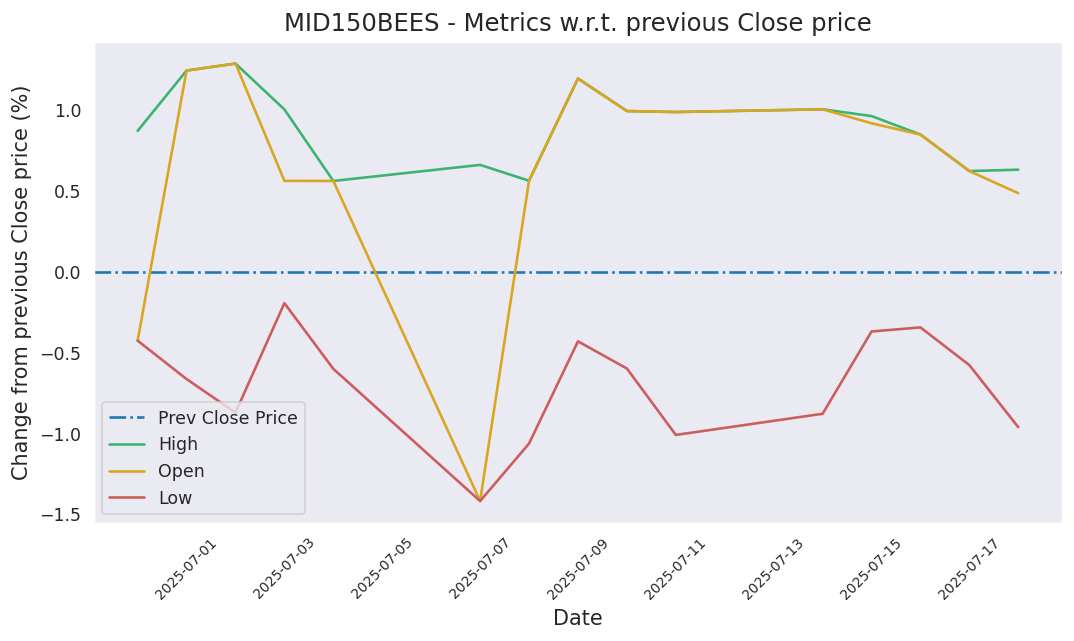 MID150BEES - Metrics w.r.t. previous Close price
Change from previous Close price (%)
1.0
0.5
0.0
−0.5
−1.0
−1.5
Prev Close Price
High
Open
Low
2025-07-01
2025-07-03
2025-07-05
2025-07-07
2025-07-09
2025-07-11
2025-07-13
2025-07-15
2025-07-17
Date